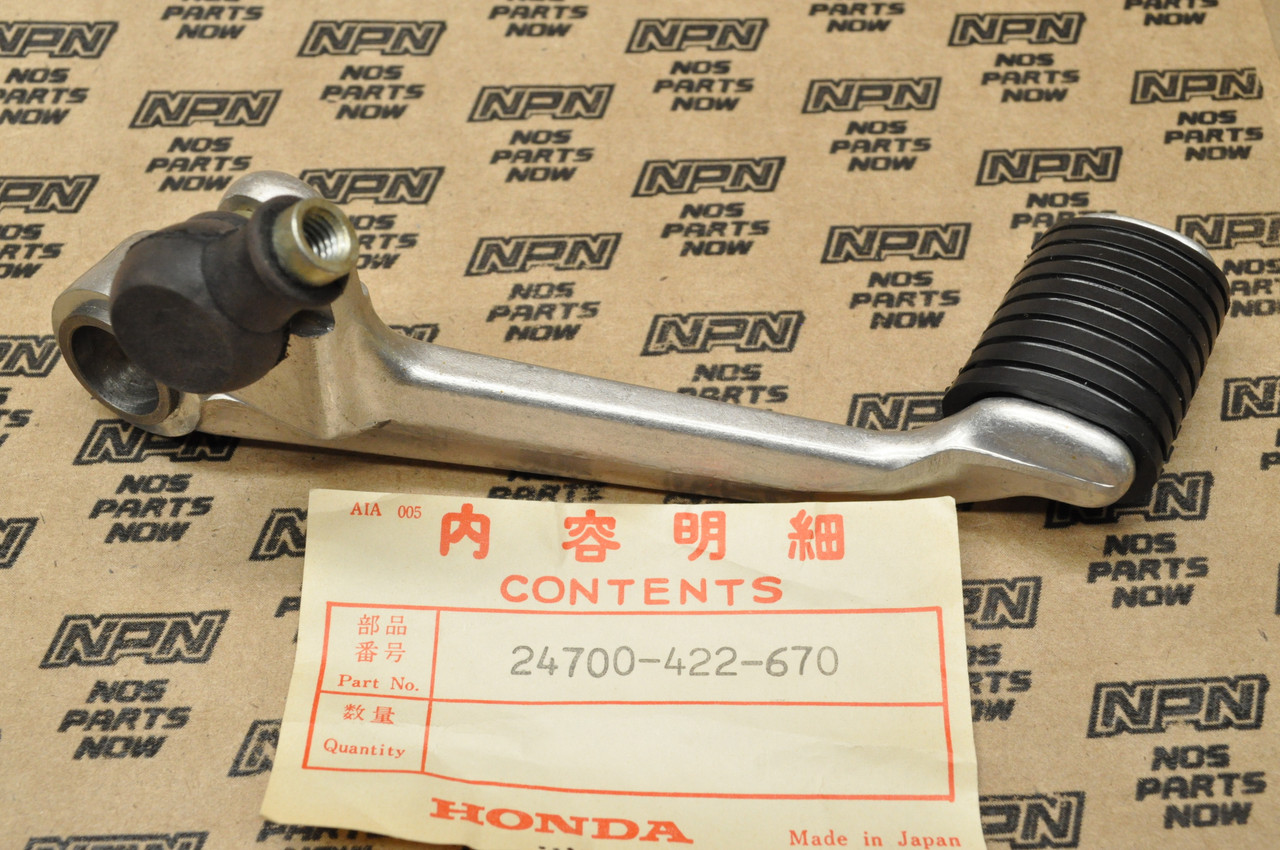 NPN
NOS PARTS NOW
AIA 005
内容明細
CONTENTS
部品
番号
Part No.
24700-422-670
数量
Quantity
HONDA
Made in Japan